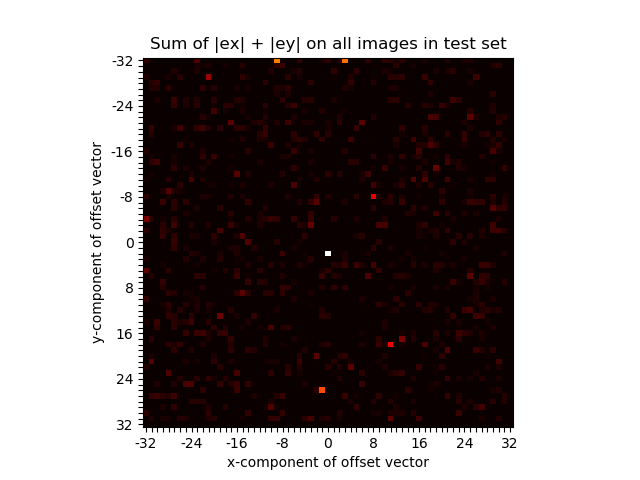 Sum of |ex| + |ey| on all images in test set
y-component of offset vector
-32
-24
-16
-8
0
8
16
24
32
-32 -24 -16 -8 0 8 16 24 32
x-component of offset vector